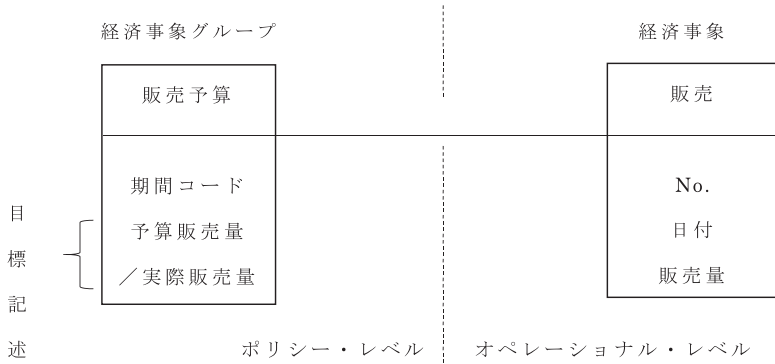 経済事象グループ
経済事象
販売予算
販売
期間コード
予算販売量
／実際販売量
No.
日付
販売量
目標記述
ポリシー・レベル
オペレーショナル・レベル